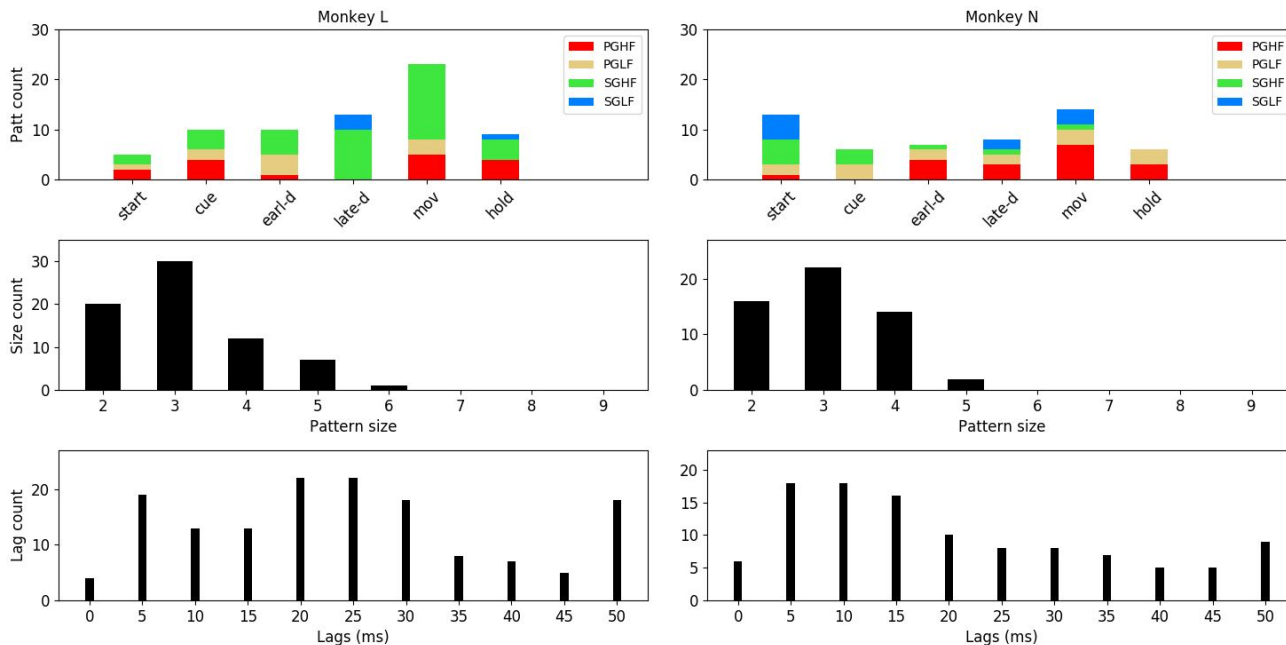 Monkey L
Monkey N
Patt count
30
20
10
0
PGHF
PGLF
SGHF
SGLF
start cue earl-d late-d mov hold
30
20
10
0
PGHF
PGLF
SGHF
SGLF
start cue earl-d late-d mov hold
Size count
30
20
10
0
2 3 4 5 6 7 8 9
Pattern size
20
10
0
2 3 4 5 6 7 8 9
Pattern size
Lag count
20
10
0
0 5 10 15 20 25 30 35 40 45 50
Lags (ms)
20
15
10
5
0
0 5 10 15 20 25 30 35 40 45 50
Lags (ms)